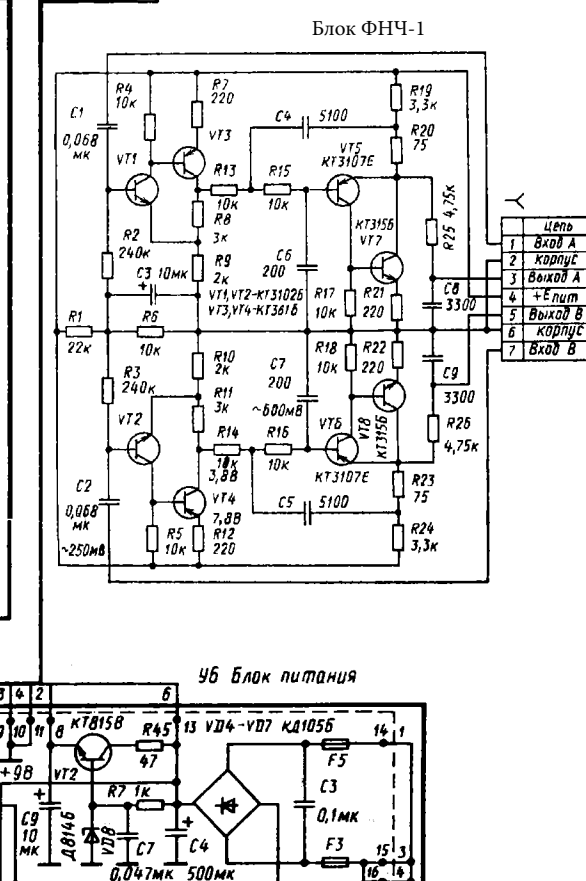 Блок ФНЧ-1
R4
10к
R7
220
C1
0,068
мк
VT3
VT1
C4
5100
R19
3,3к
R20
75
VT5
КТ3107Е
R13
10к
R15
10к
R2
240к
R8
3к
C3 10мк
+
R9
2к
VT1,VT2-КТ3102Б
VT3,VT4-КТ361б
C6
200
КТ315Б
VT7
R17
10к
R21
220
R25 4,75к
C8
3300
Цепь
1 Вход А
2 корпус
3 Выход А
4 +Е пит
5 Выход В
6 корпус
7 Вход В
R1
22к
R6
10к
R3
240к
R10
2к
R11
3к
C7
200
~600мВ
R18
10к
R22
220
C9
3300
VT2
R14
10к
3,8В
R16
10к
VT6
КТ3107Е
VT8
КТ315Б
R26
4,75к
C2
0,068
мк
~250мВ
VT4
7,8В
R5
10к
R12
220
C5
5100
R23
75
R24
3,3к
У6 Блок питания
3 4 2 6
9 10 11 8
КТ815В
R45
47
13 VD4-VD7 КД105Б
14 1
F5
+9В
VT2
R7 1к
+
C9
10
мк
Д814Б
VD8
C7
0,047мк
+
C4
500мк
C3
0,1мк
F3
15 3
16 4